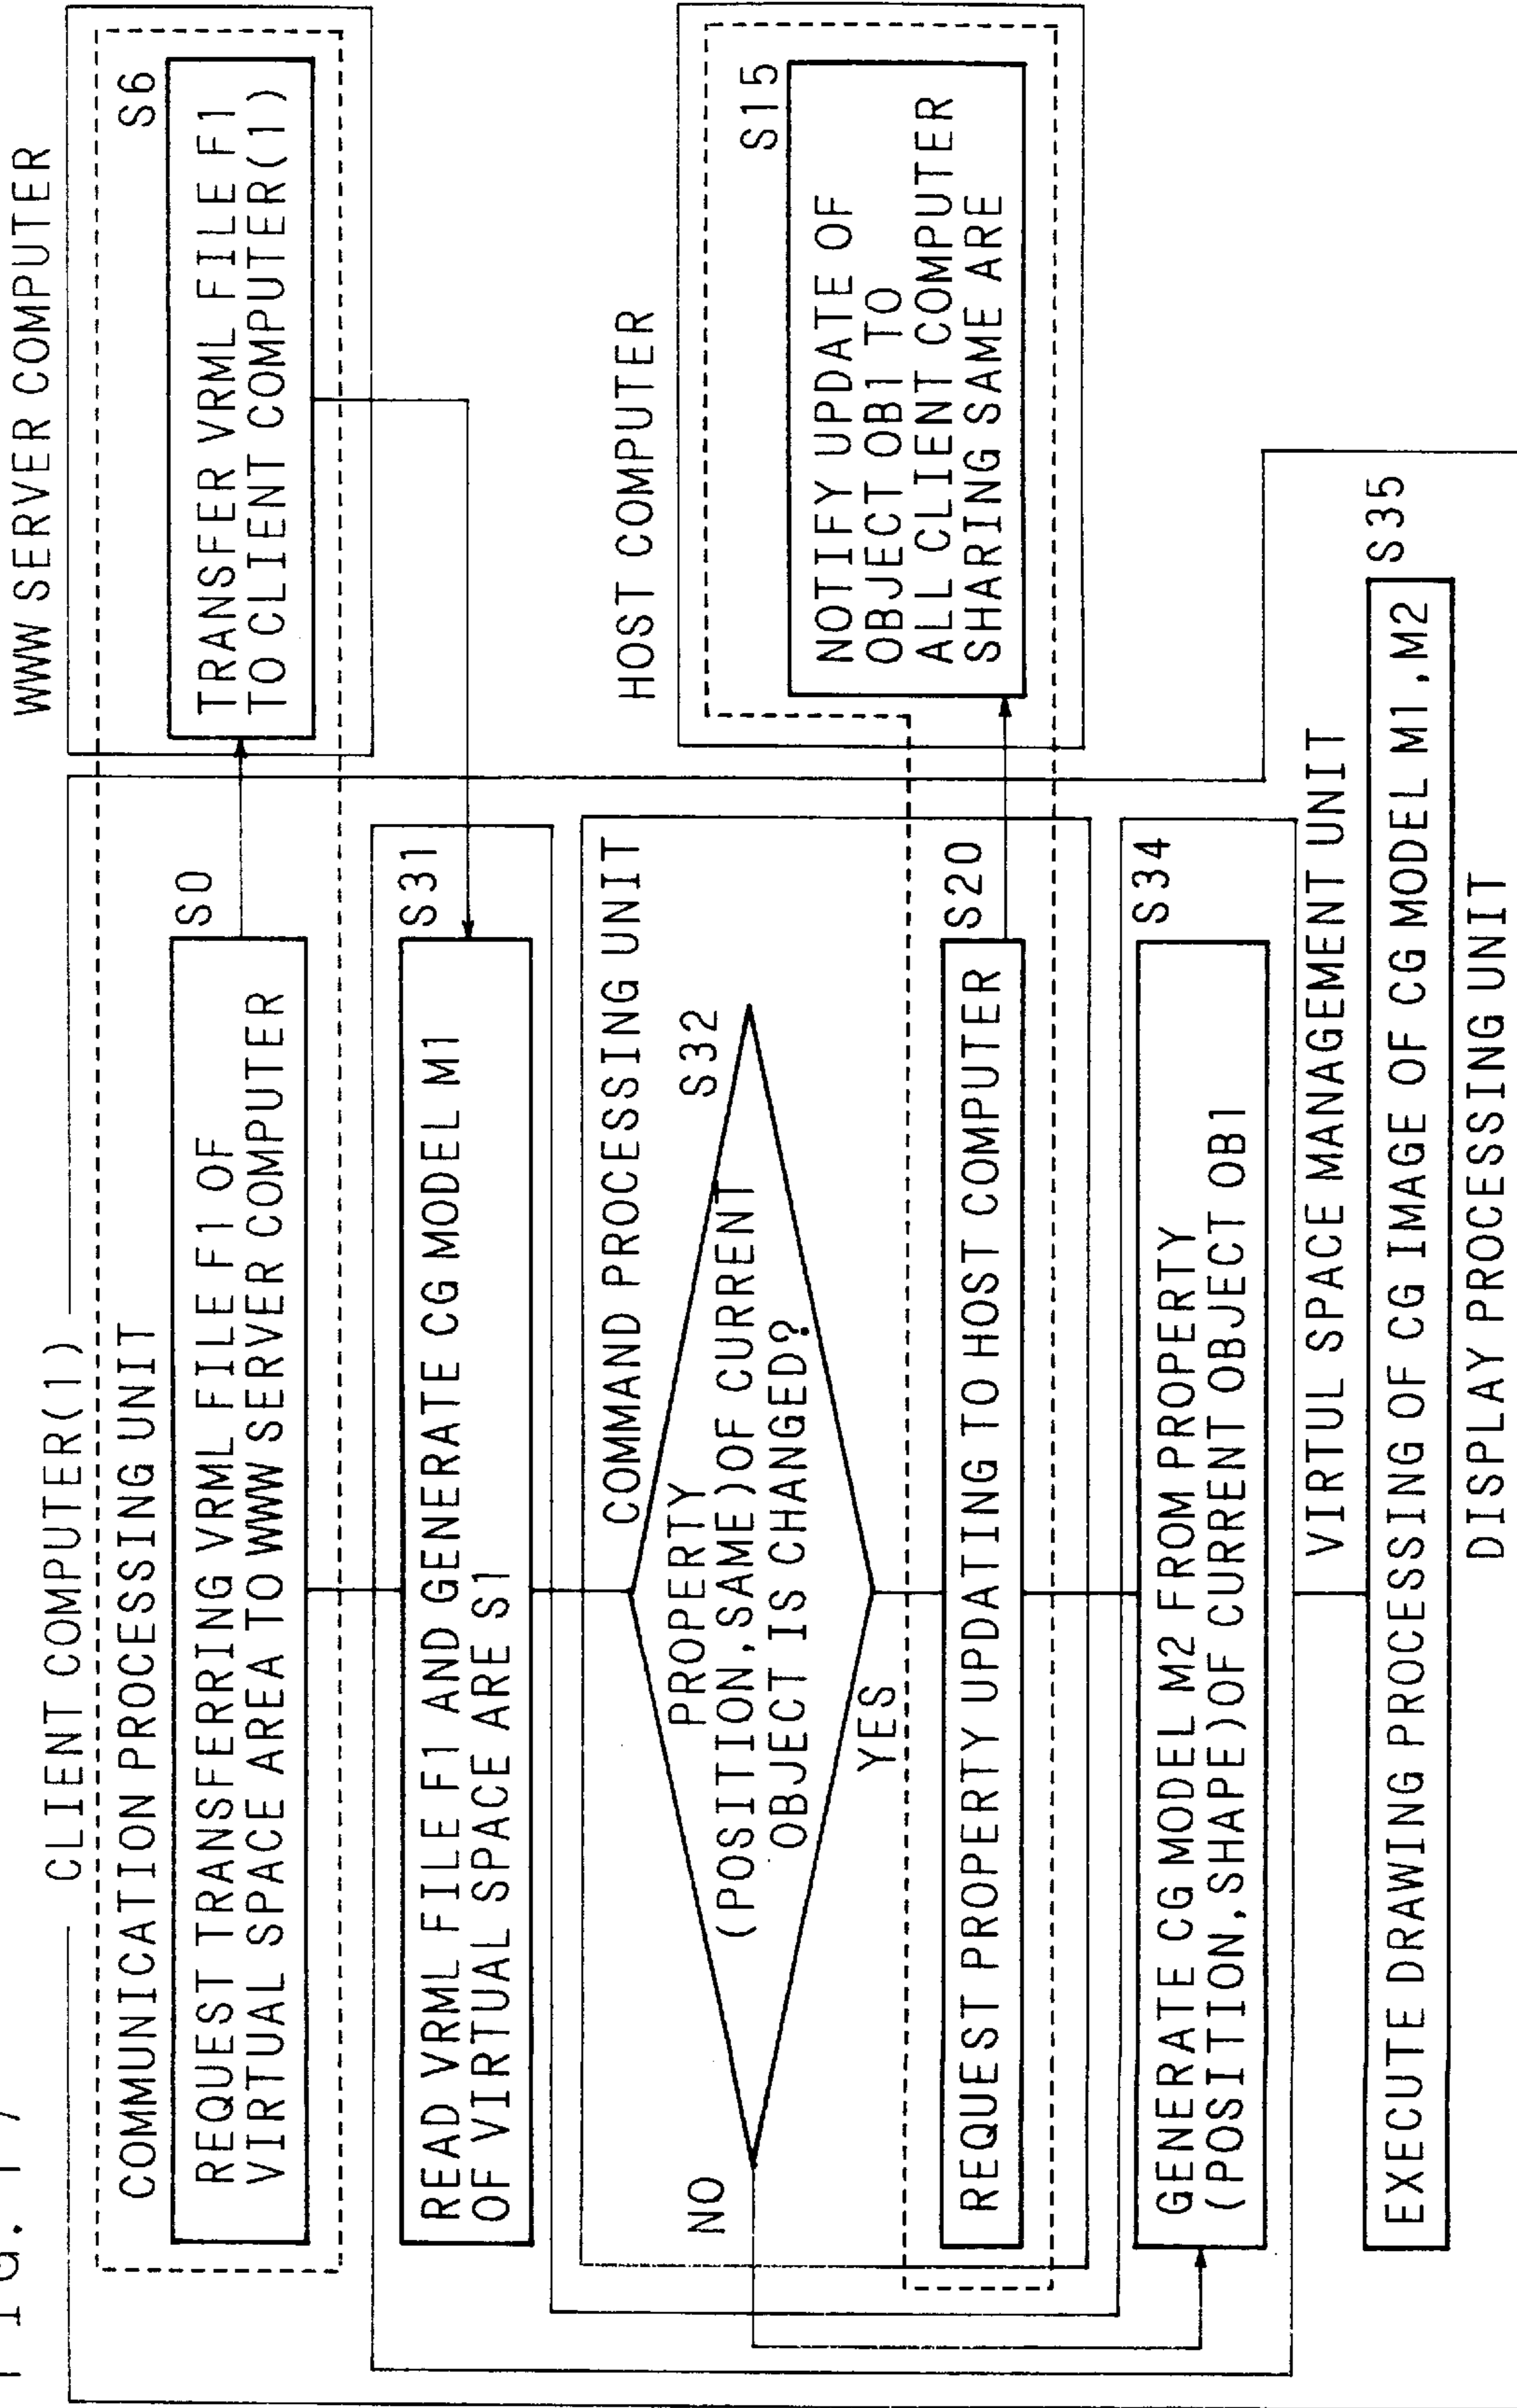 FIG. 17
CLIENT COMPUTER(1)
WWW SERVER COMPUTER
COMMUNICATION PROCESSING UNIT
S0
REQUEST TRANSFERRING VRML FILE F1 OF
VIRTUAL SPACE AREA TO WWW SERVER COMPUTER
S6
TRANSFER VRML FILE F1
TO CLIENT COMPUTER(1)
S31
READ VRML FILE F1 AND GENERATE CG MODEL M1
OF VIRTUAL SPACE ARE S1
COMMAND PROCESSING UNIT
HOST COMPUTER
S32
NO
PROPERTY
(POSITION,SAME)OF CURRENT
OBJECT IS CHANGED?
YES
S15
NOTIFY UPDATE OF
OBJECT OB1 TO
ALL CLIENT COMPUTER
SHARING SAME ARE
S20
REQUEST PROPERTY UPDATING TO HOST COMPUTER
S34
GENERATE CG MODEL M2 FROM PROPERTY
(POSITION,SHAPE)OF CURRENT OBJECT OB1
VIRTUL SPACE MANAGEMENT UNIT
S35
EXECUTE DRAWING PROCESSING OF CG IMAGE OF CG MODEL M1,M2
DISPLAY PROCESSING UNIT